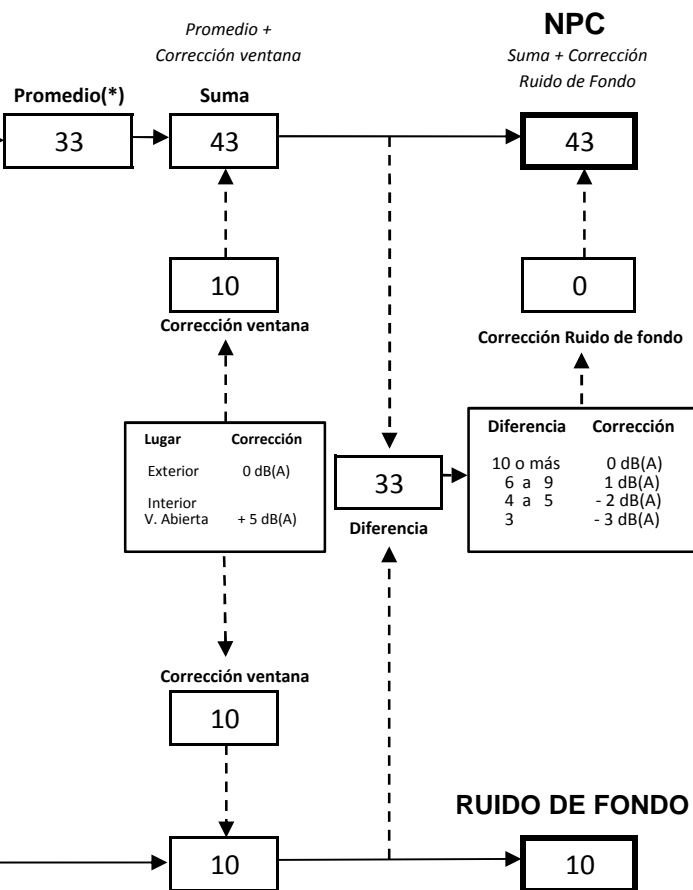 Promedio +
Corrección ventana
NPC
Suma + Corrección
Ruido de Fondo
Promedio(*)
Suma
33
43
43
10
0
Corrección ventana
Corrección Ruido de fondo
Lugar Corrección
Exterior 0 dB(A)
Interior
V. Abierta + 5 dB(A)
33
Diferencia
Diferencia Corrección
10 o más 0 dB(A)
6 a 9 1 dB(A)
4 a 5 - 2 dB(A)
3 - 3 dB(A)
Corrección ventana
10
RUIDO DE FONDO
10
10